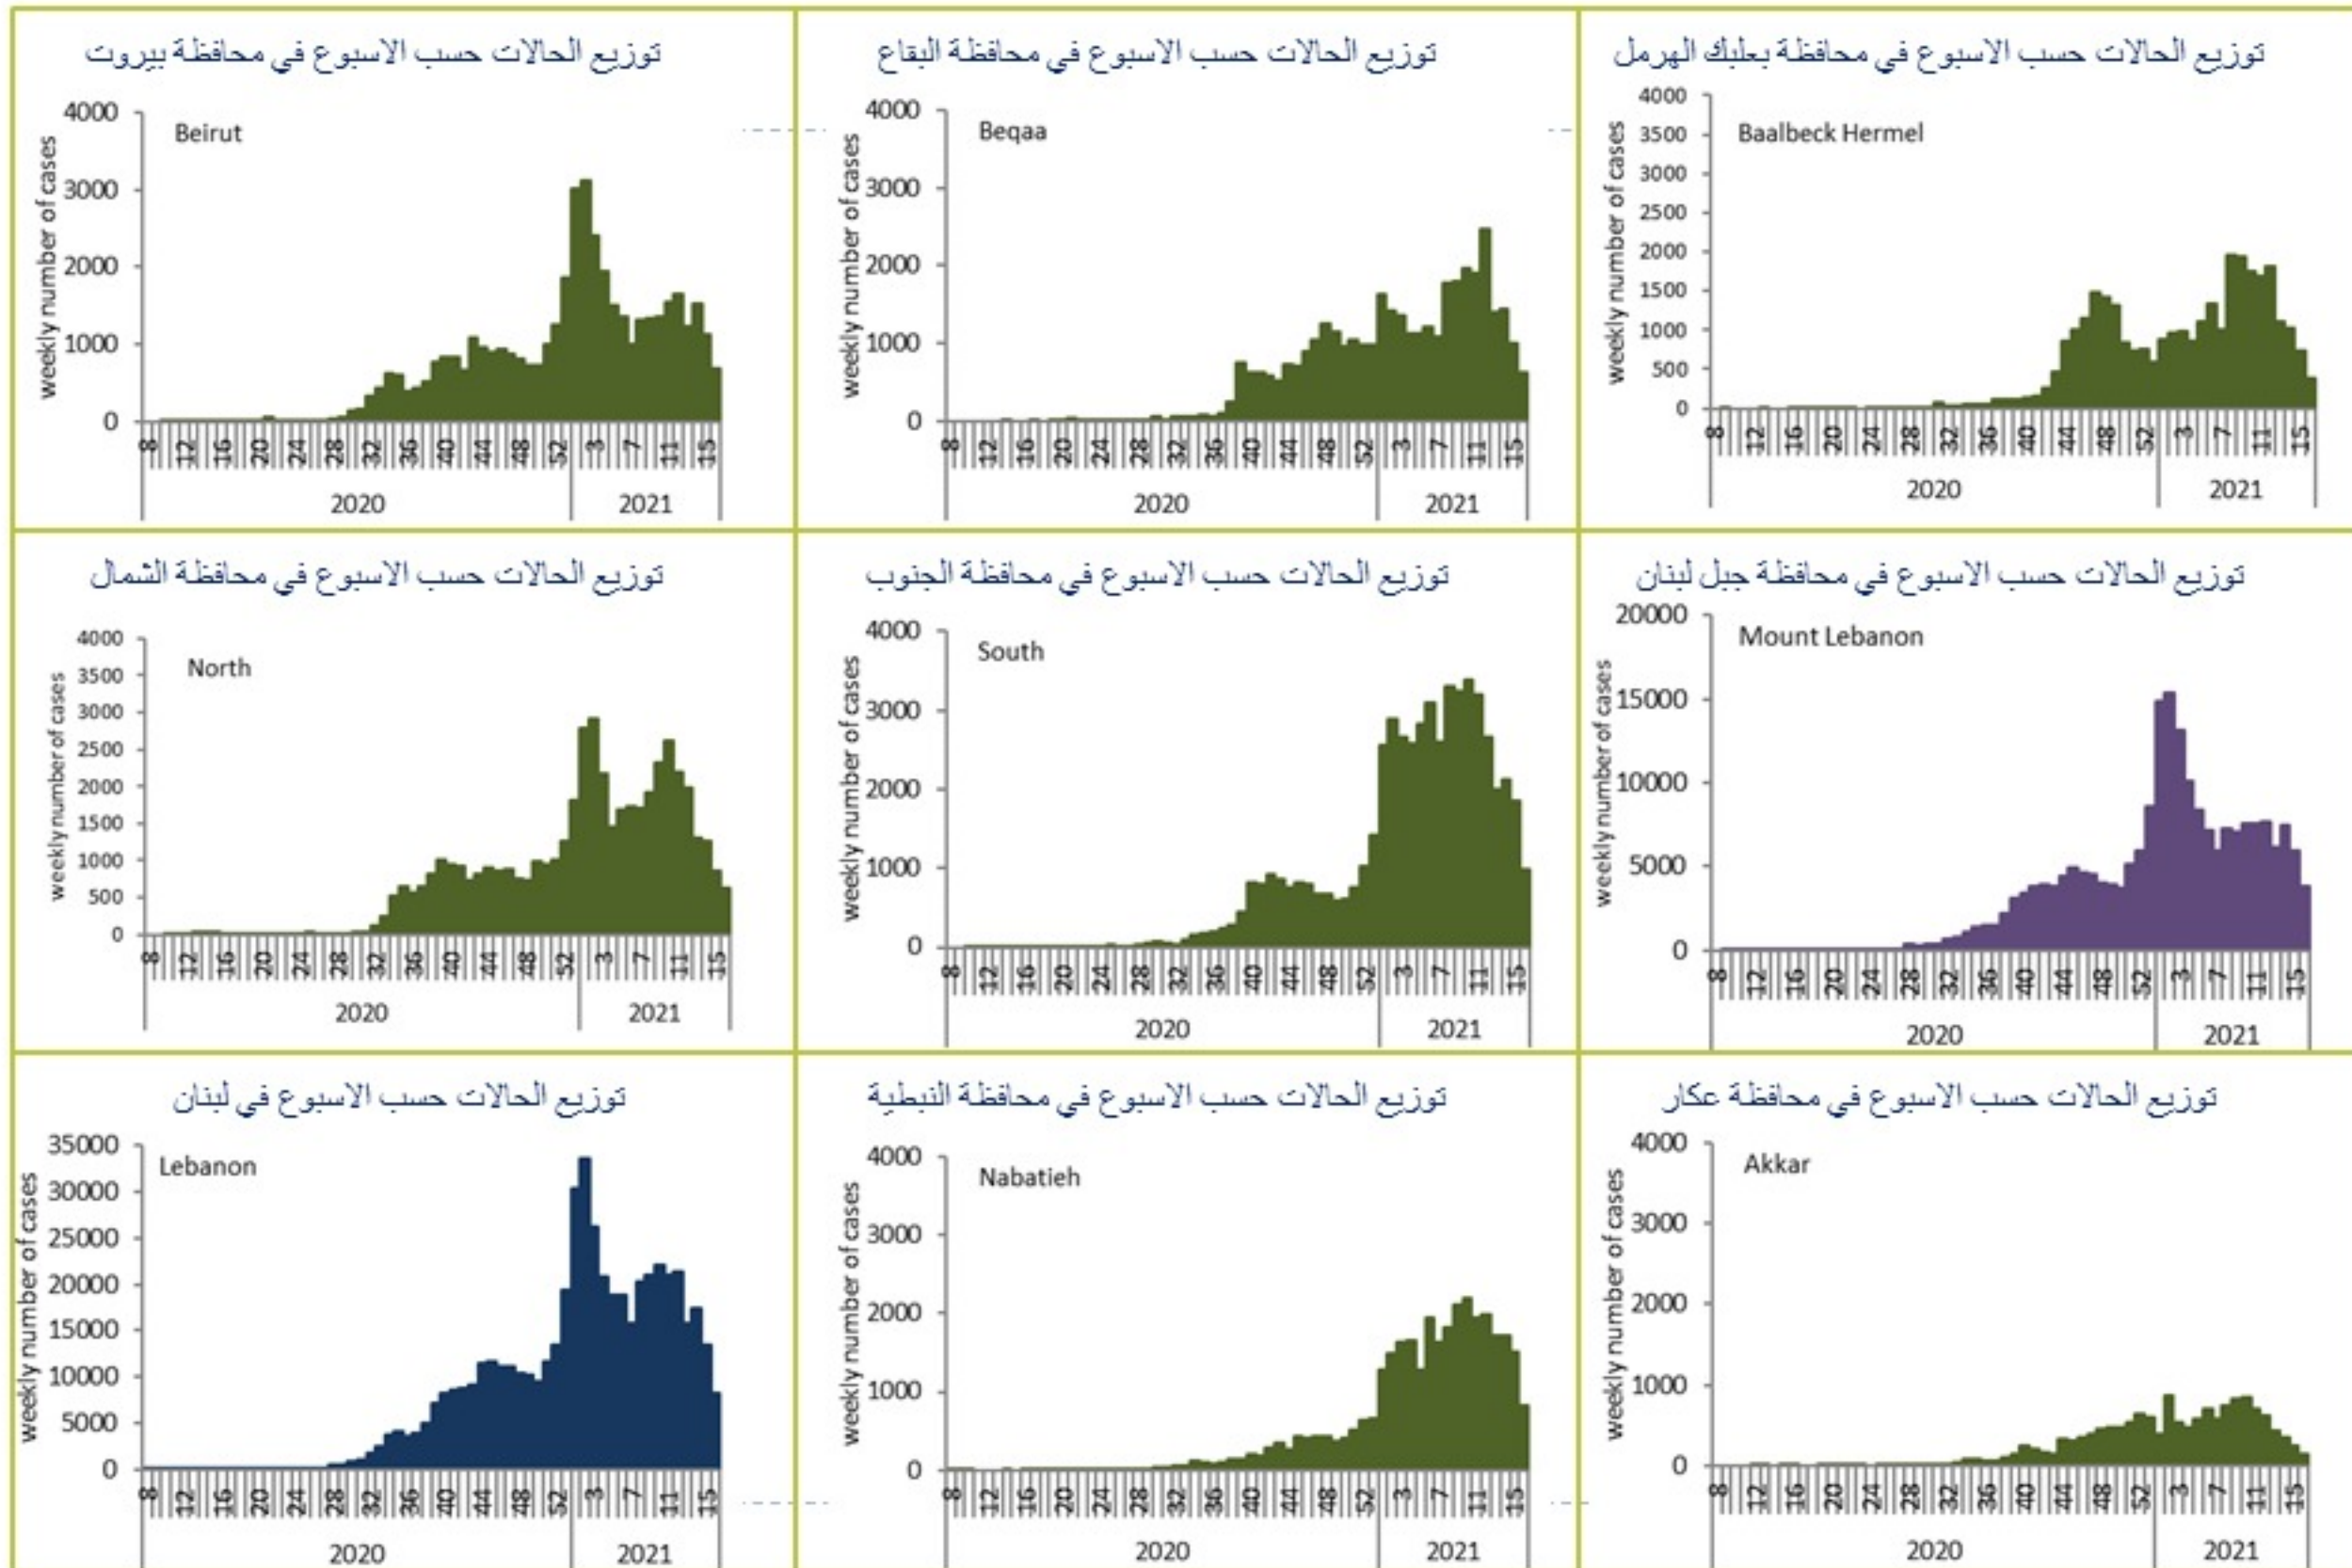 توزيع الحالات حسب الاسبوع في محافظة بيروت
Beirut
weekly number of cases
4000
3000
2000
1000
0
8 12 16 20 24 28 32 36 40 44 48 52 3 7 11 15
2020 2021
توزيع الحالات حسب الاسبوع في محافظة البقاع
Beqaa
weekly number of cases
4000
3000
2000
1000
0
8 12 16 20 24 28 32 36 40 44 48 52 3 7 11 15
2020 2021
توزيع الحالات حسب الاسبوع في محافظة بعلبك الهرمل
Baalbeck Hermel
weekly number of cases
4000
3500
3000
2500
2000
1500
1000
500
0
8 12 16 20 24 28 32 36 40 44 48 52 3 7 11 15
2020 2021
توزيع الحالات حسب الاسبوع في محافظة الشمال
North
weekly number of cases
4000
3500
3000
2500
2000
1500
1000
500
0
8 12 16 20 24 28 32 36 40 44 48 52 3 7 11 15
2020 2021
توزيع الحالات حسب الاسبوع في محافظة الجنوب
South
weekly number of cases
4000
3000
2000
1000
0
8 12 16 20 24 28 32 36 40 44 48 52 3 7 11 15
2020 2021
توزيع الحالات حسب الاسبوع في محافظة جبل لبنان
Mount Lebanon
weekly number of cases
20000
15000
10000
5000
0
8 12 16 20 24 28 32 36 40 44 48 52 3 7 11 15
2020 2021
توزيع الحالات حسب الاسبوع في لبنان
Lebanon
weekly number of cases
35000
30000
25000
20000
15000
10000
5000
0
8 12 16 20 24 28 32 36 40 44 48 52 3 7 11 15
2020 2021
توزيع الحالات حسب الاسبوع في محافظة النبطية
Nabatieh
weekly number of cases
4000
3000
2000
1000
0
8 12 16 20 24 28 32 36 40 44 48 52 3 7 11 15
2020 2021
توزيع الحالات حسب الاسبوع في محافظة عكار
Akkar
weekly number of cases
4000
3000
2000
1000
0
8 12 16 20 24 28 32 36 40 44 48 52 3 7 11 15
2020 2021